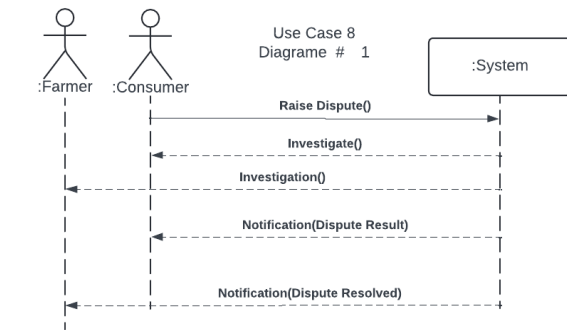 Use Case 8
Diagrame # 1
:System
:Farmer
:Consumer
Raise Dispute()
Investigate()
Investigation()
Notification(Dispute Result)
Notification(Dispute Resolved)